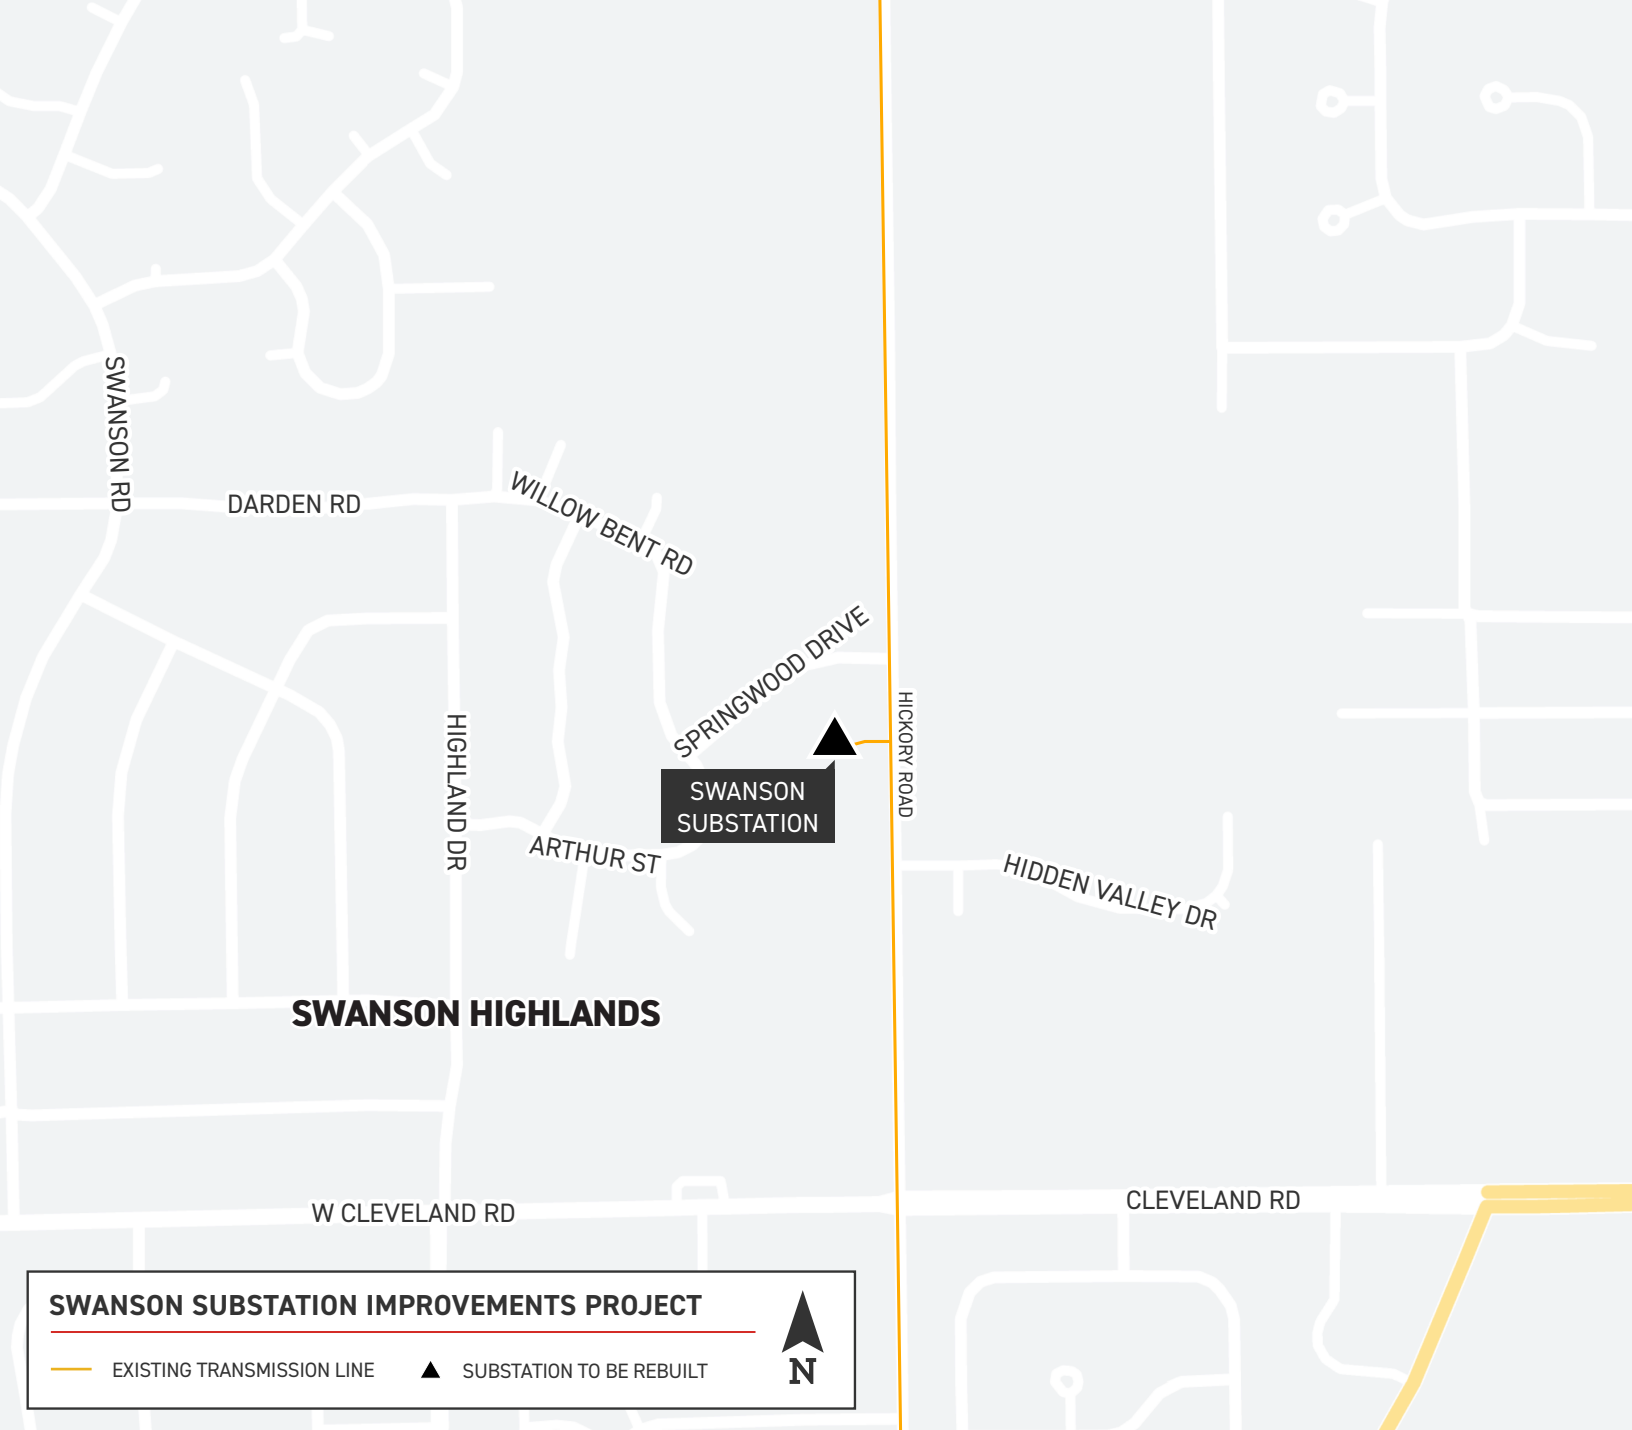 SWANSON RD
DARDEN RD
WILLOW BENT RD
SPRINGWOOD DRIVE
HICKORY ROAD
HIGHLAND DR
SWANSON
SUBSTATION
ARTHUR ST
HIDDEN VALLEY DR
SWANSON HIGHLANDS
W CLEVELAND RD
CLEVELAND RD
SWANSON SUBSTATION IMPROVEMENTS PROJECT
EXISTING TRANSMISSION LINE
SUBSTATION TO BE REBUILT
N